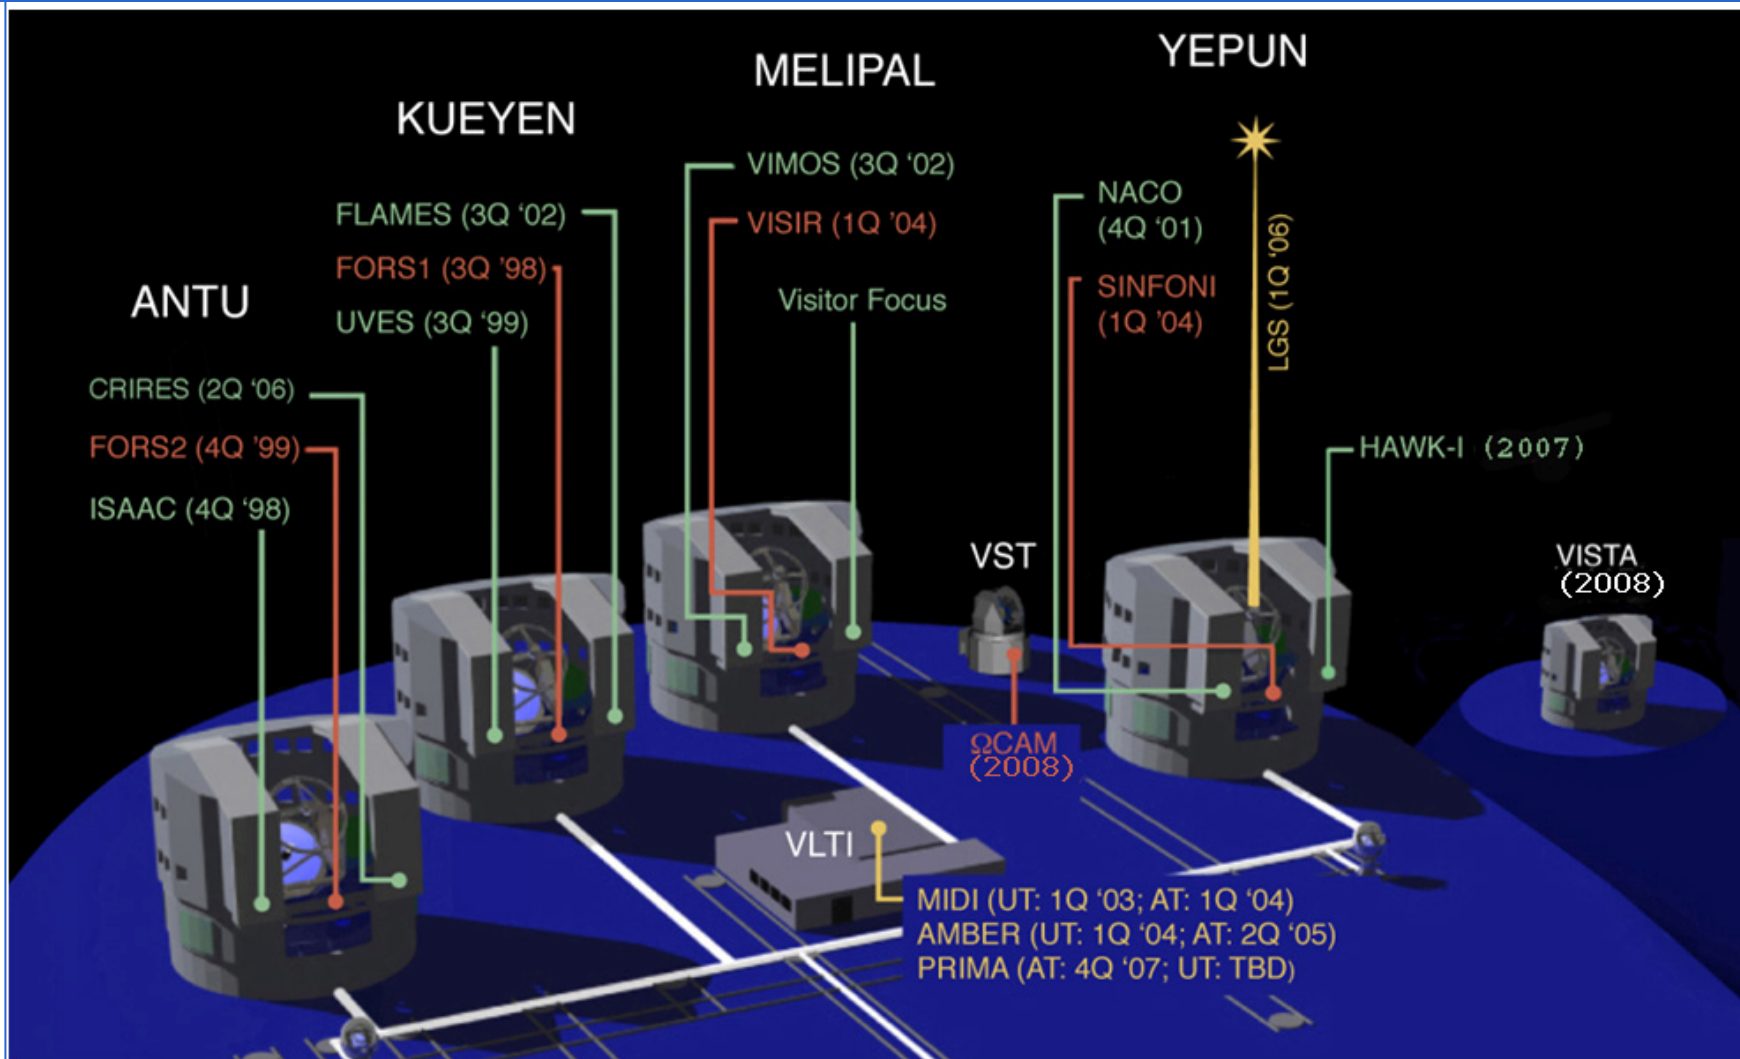 YEPUN
MELIPAL
KUEYEN
VIMOS (3Q ‘02)
NACO
(4Q ‘01)
FLAMES (3Q ‘02)
VISIR (1Q ’04)
LGS (1Q ’06)
FORS1 (3Q ’98)
SINFONI
(1Q ’04)
ANTU
Visitor Focus
UVES (3Q ‘99)
CRIRES (2Q ‘06)
FORS2 (4Q ’99)
HAWK-I (2007)
ISAAC (4Q ‘98)
VST
VISTA
(2008)
ΩCAM
(2008)
VLTI
MIDI (UT: 1Q ‘03; AT: 1Q ‘04)
AMBER (UT: 1Q ‘04; AT: 2Q ‘05)
PRIMA (AT: 4Q ‘07; UT: TBD)